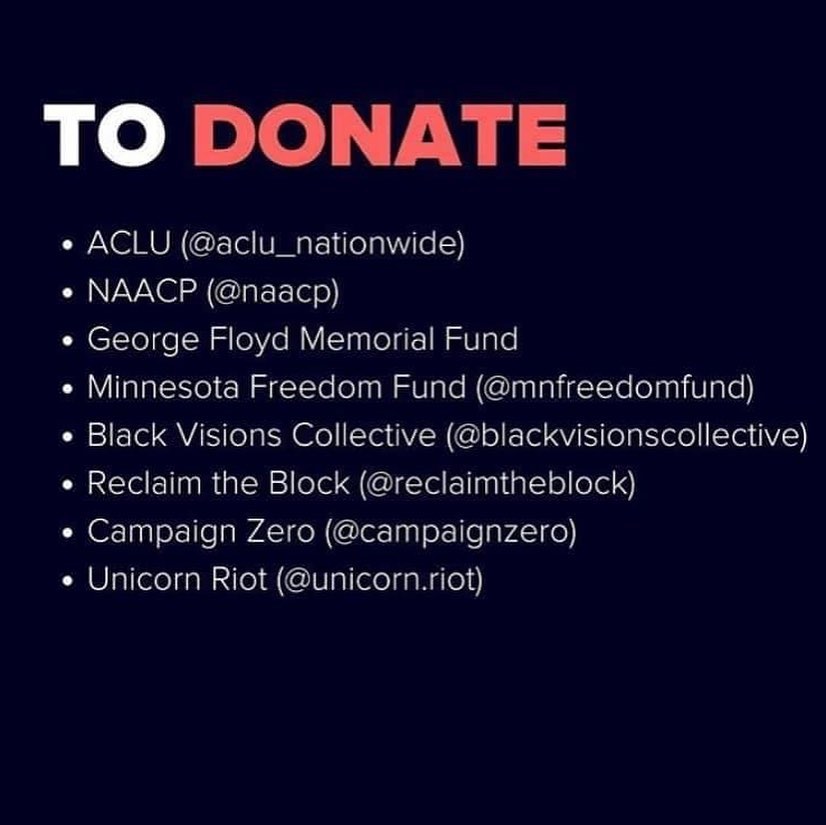 TO DONATE
• ACLU (@aclu_nationwide)
• NAACP (@naacp)
• George Floyd Memorial Fund
• Minnesota Freedom Fund (@mnfreedomfund)
• Black Visions Collective (@blackvisionscollective)
• Reclaim the Block (@reclaimtheblock)
• Campaign Zero (@campaignzero)
• Unicorn Riot (@unicorn.riot)